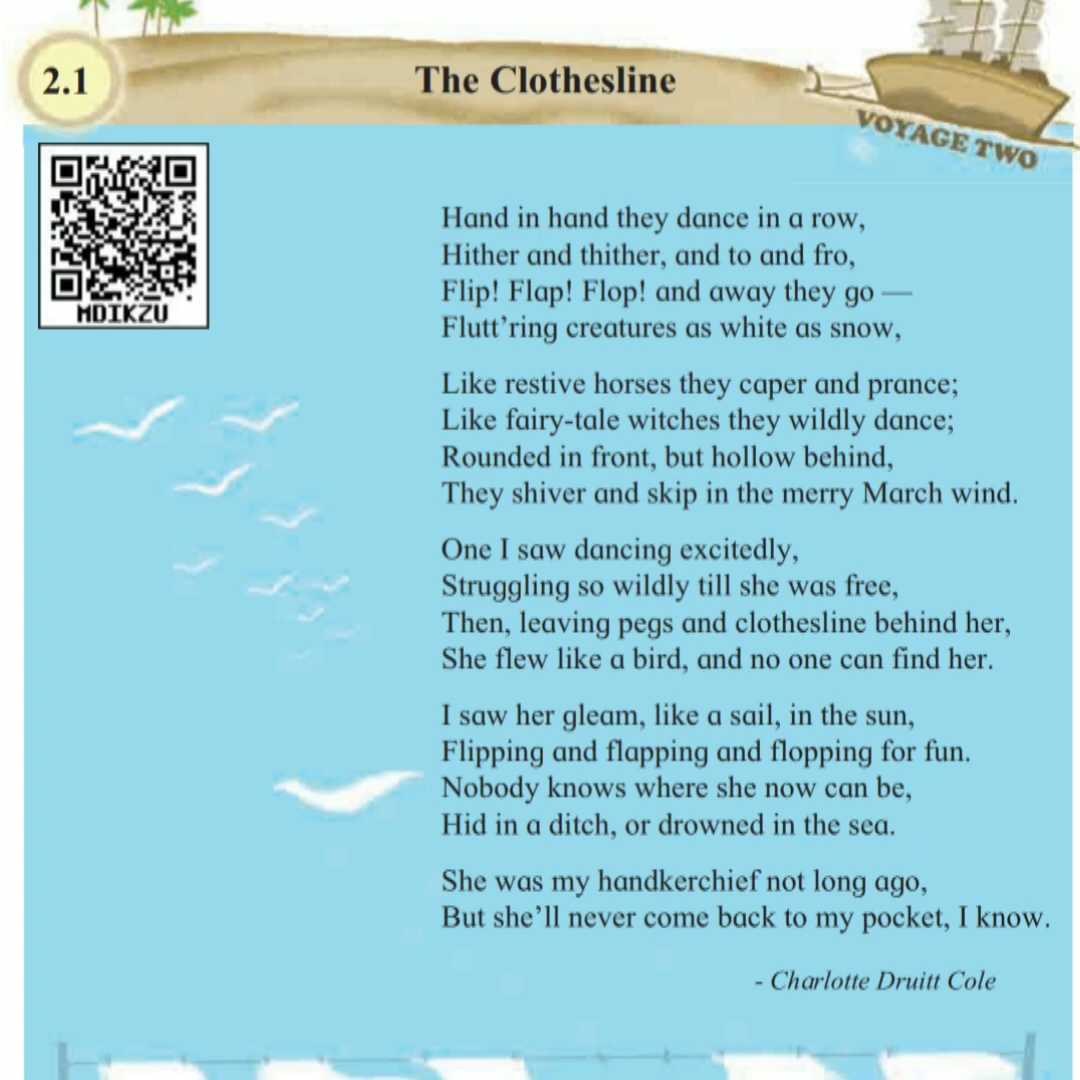 2.1
The Clothesline
VOYAGE TWO
MDIKZU
Hand in hand they dance in a row,
Hither and thither, and to and fro,
Flip! Flap! Flop! and away they go —
Flutt’ring creatures as white as snow,
Like restive horses they caper and prance;
Like fairy-tale witches they wildly dance;
Rounded in front, but hollow behind,
They shiver and skip in the merry March wind.
One I saw dancing excitedly,
Struggling so wildly till she was free,
Then, leaving pegs and clothesline behind her,
She flew like a bird, and no one can find her.
I saw her gleam, like a sail, in the sun,
Flipping and flapping and flopping for fun.
Nobody knows where she now can be,
Hid in a ditch, or drowned in the sea.
She was my handkerchief not long ago,
But she’ll never come back to my pocket, I know.
- Charlotte Druitt Cole